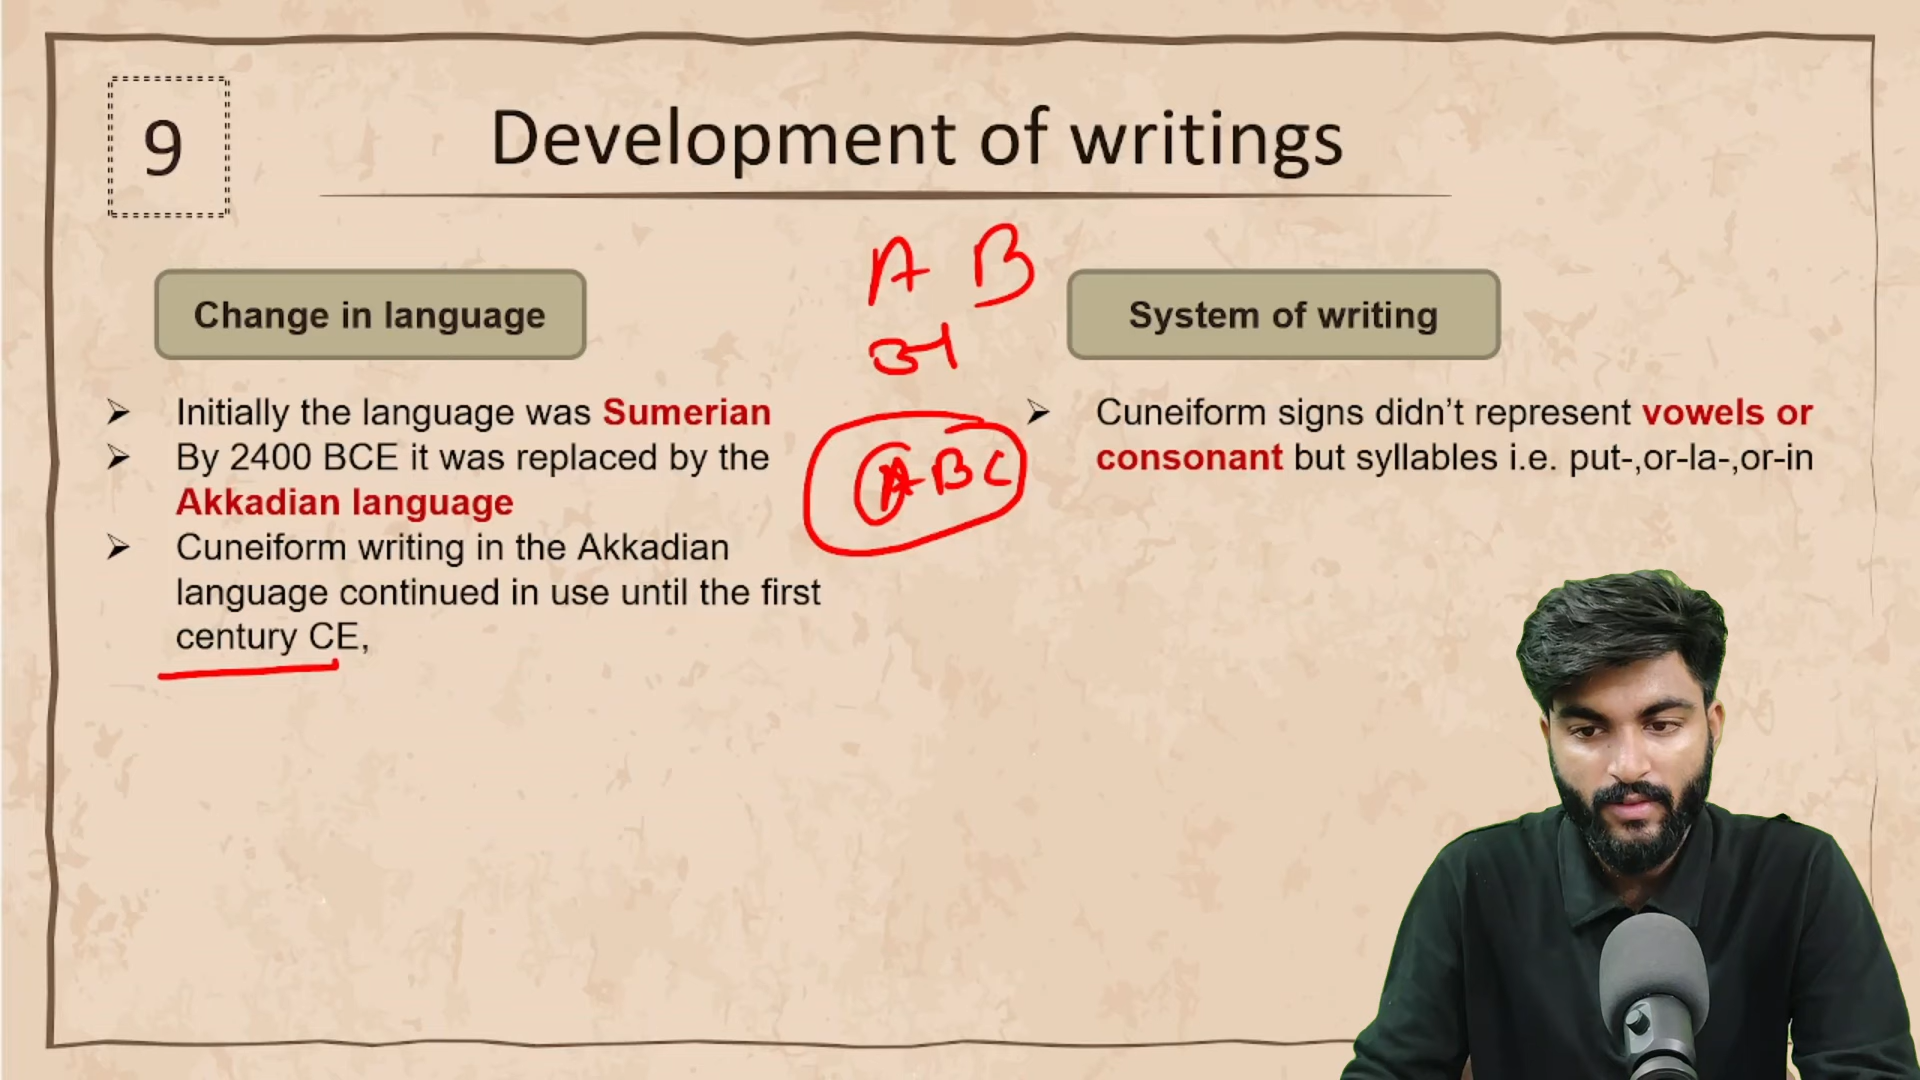 9
Development of writings
Change in language
Initially the language was Sumerian
By 2400 BCE it was replaced by the
Akkadian language
Cuneiform writing in the Akkadian
language continued in use until the first
century CE,
A B
ABC
System of writing
Cuneiform signs didn’t represent vowels or
consonant but syllables i.e. put-,or-la-,or-in